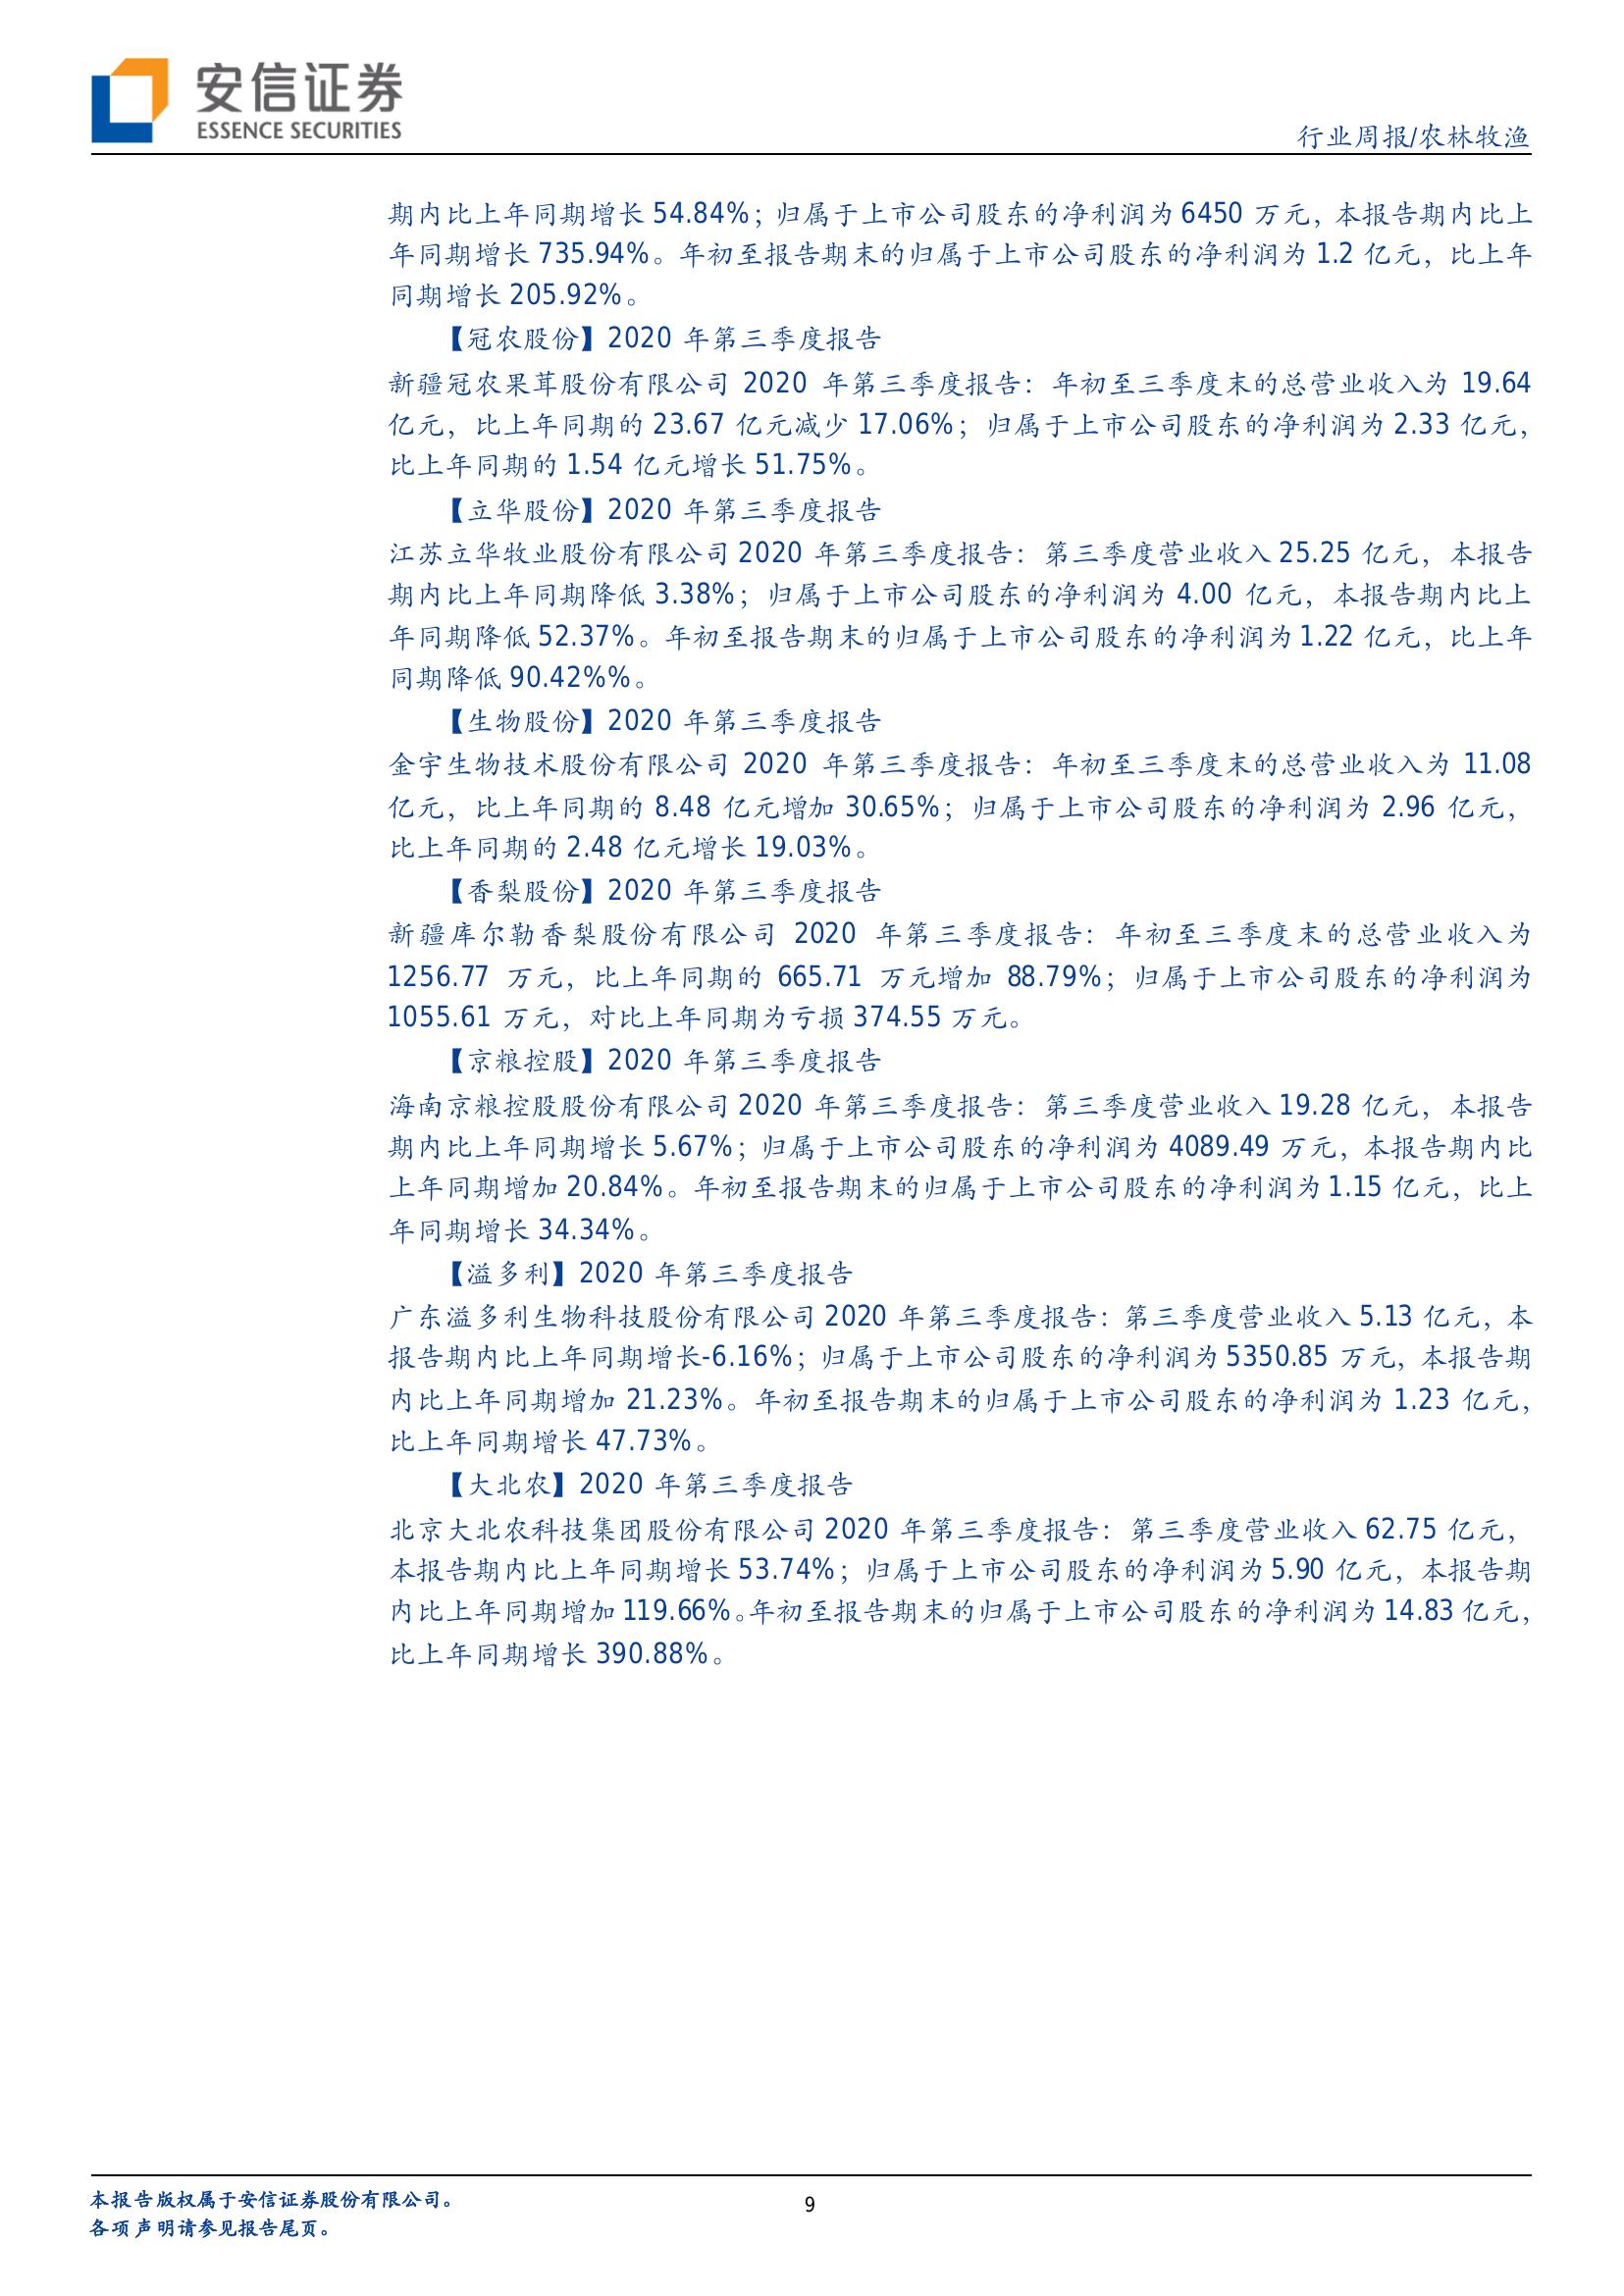 安信证券
ESSENCE SECURITIES
行业周报/农林牧渔
期内比上年同期增长 54.84%；归属于上市公司股东的净利润为 6450 万元，本报告期内比上
年同期增长 735.94%。年初至报告期末的归属于上市公司股东的净利润为 1.2 亿元，比上年
同期增长 205.92%。
【冠农股份】2020 年第三季度报告
新疆冠农果茸股份有限公司 2020 年第三季度报告：年初至三季度末的总营业收入为 19.64
亿元，比上年同期的 23.67 亿元减少 17.06%；归属于上市公司股东的净利润为 2.33 亿元，
比上年同期的 1.54 亿元增长 51.75%。
【立华股份】2020 年第三季度报告
江苏立华牧业股份有限公司 2020 年第三季度报告：第三季度营业收入 25.25 亿元，本报告
期内比上年同期降低 3.38%；归属于上市公司股东的净利润为 4.00 亿元，本报告期内比上
年同期降低 52.37%。年初至报告期末的归属于上市公司股东的净利润为 1.22 亿元，比上年
同期降低 90.42%%。
【生物股份】2020 年第三季度报告
金宇生物技术股份有限公司 2020 年第三季度报告：年初至三季度末的总营业收入为 11.08
亿元，比上年同期的 8.48 亿元增加 30.65%；归属于上市公司股东的净利润为 2.96 亿元，
比上年同期的 2.48 亿元增长 19.03%。
【香梨股份】2020 年第三季度报告
新疆库尔勒香梨股份有限公司 2020 年第三季度报告：年初至三季度末的总营业收入为
1256.77 万元，比上年同期的 665.71 万元增加 88.79%；归属于上市公司股东的净利润为
1055.61 万元，对比上年同期为亏损 374.55 万元。
【京粮控股】2020 年第三季度报告
海南京粮控股股份有限公司 2020 年第三季度报告：第三季度营业收入 19.28 亿元，本报告
期内比上年同期增长 5.67%；归属于上市公司股东的净利润为 4089.49 万元，本报告期内比
上年同期增加 20.84%。年初至报告期末的归属于上市公司股东的净利润为 1.15 亿元，比上
年同期增长 34.34%。
【溢多利】2020 年第三季度报告
广东溢多利生物科技股份有限公司 2020 年第三季度报告：第三季度营业收入 5.13 亿元，本
报告期内比上年同期增长-6.16%；归属于上市公司股东的净利润为 5350.85 万元，本报告期
内比上年同期增加 21.23%。年初至报告期末的归属于上市公司股东的净利润为 1.23 亿元，
比上年同期增长 47.73%。
【大北农】2020 年第三季度报告
北京大北农科技集团股份有限公司 2020 年第三季度报告：第三季度营业收入 62.75 亿元，
本报告期内比上年同期增长 53.74%；归属于上市公司股东的净利润为 5.90 亿元，本报告期
内比上年同期增加 119.66%。年初至报告期末的归属于上市公司股东的净利润为 14.83 亿元，
比上年同期增长 390.88%。
本报告版权属于安信证券股份有限公司。
各项声明请参见报告尾页。
9